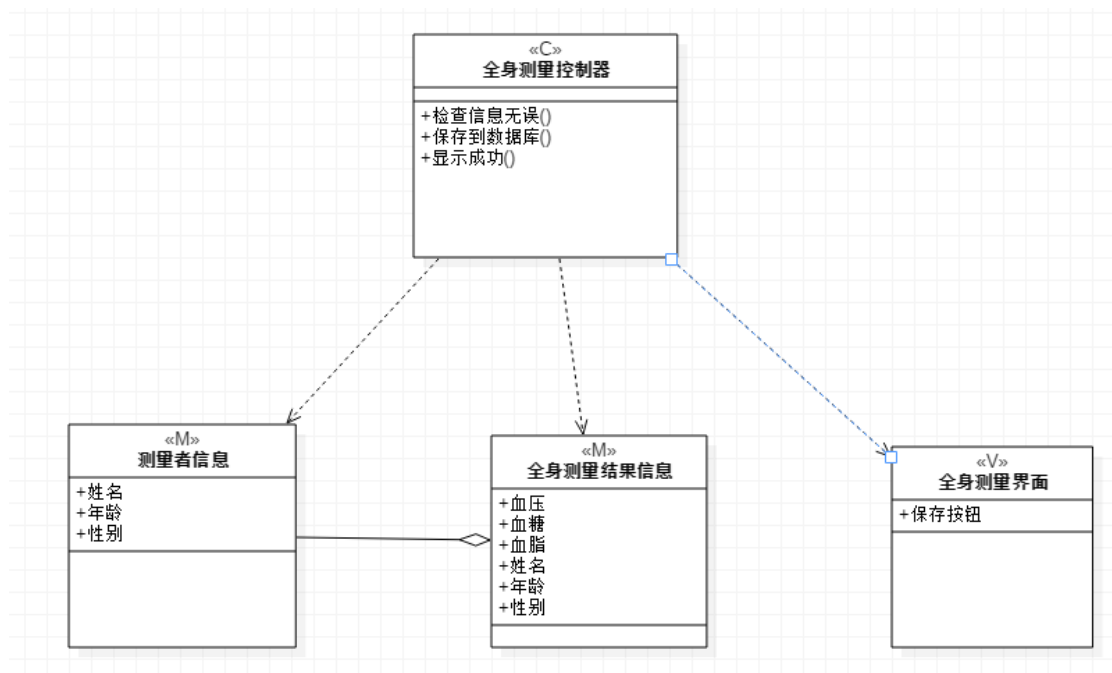 «C»
全身测量控制器
+检查信息无误()
+保存到数据库()
+显示成功()
«M»
测量者信息
+姓名
+年龄
+性别
«M»
全身测量结果信息
+血压
+血糖
+血脂
+姓名
+年龄
+性别
«V»
全身测量界面
+保存按钮